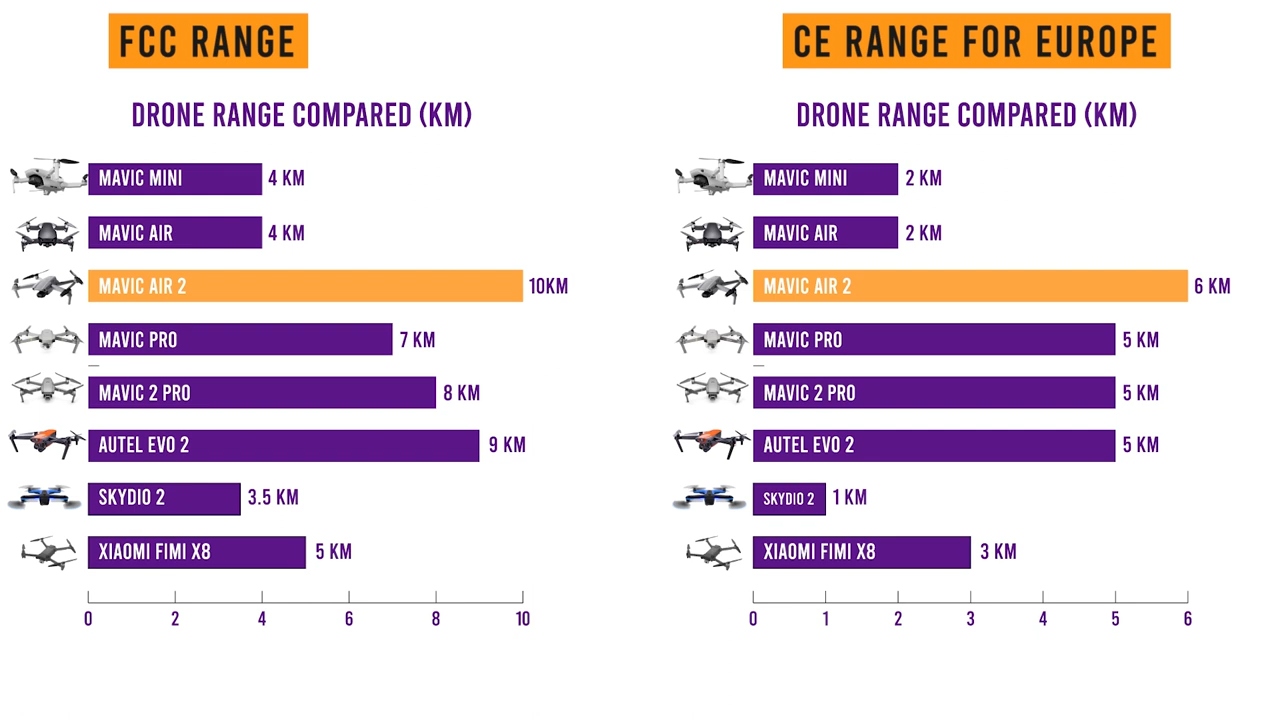 FCC RANGE
DRONE RANGE COMPARED (KM)
MAVIC MINI 4 KM
MAVIC AIR 4 KM
MAVIC AIR 2 10KM
MAVIC PRO 7 KM
MAVIC 2 PRO 8 KM
AUTEL EVO 2 9 KM
SKYDIO 2 3.5 KM
XIAOMI FIMI X8 5 KM
0 2 4 6 8 10
CE RANGE FOR EUROPE
DRONE RANGE COMPARED (KM)
MAVIC MINI 2 KM
MAVIC AIR 2 KM
MAVIC AIR 2 6 KM
MAVIC PRO 5 KM
MAVIC 2 PRO 5 KM
AUTEL EVO 2 5 KM
SKYDIO 2 1 KM
XIAOMI FIMI X8 3 KM
0 1 2 3 4 5 6